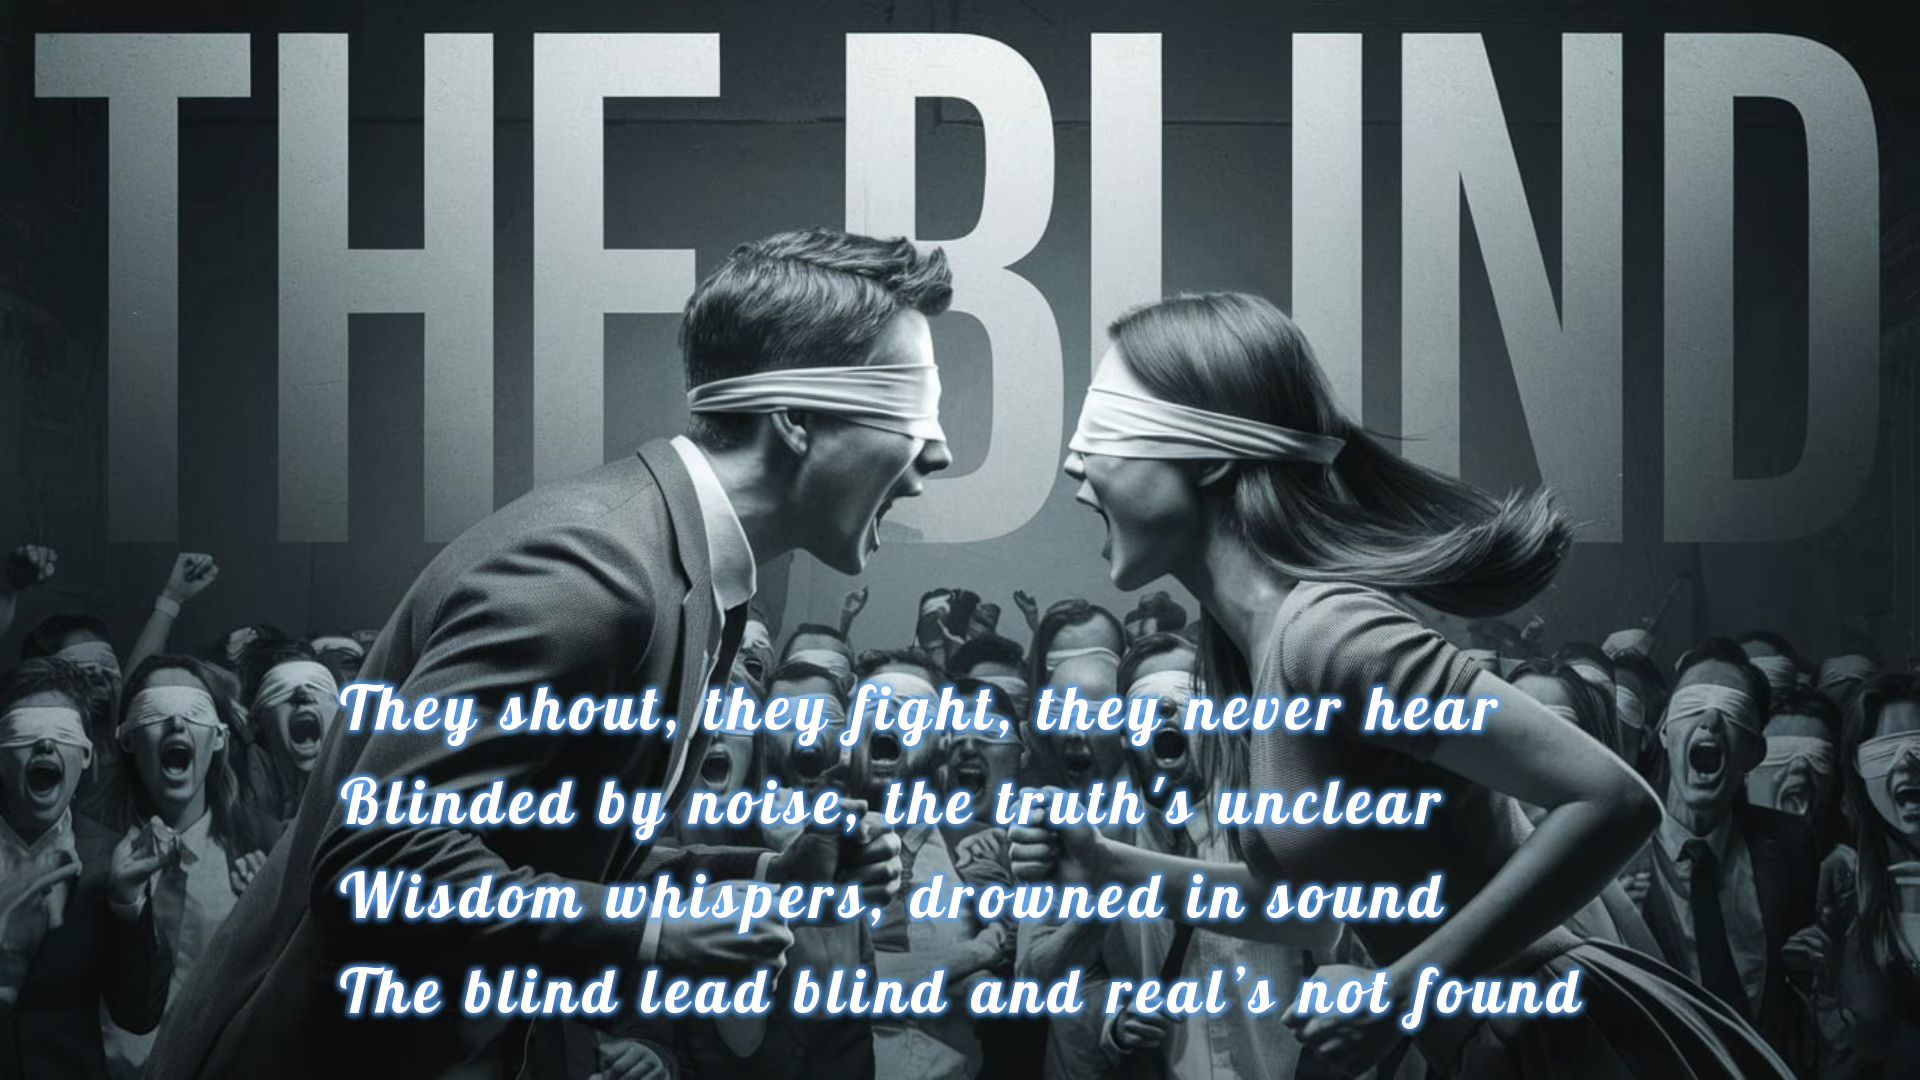 THE BLIND
They shout, they fight, they never hear
Blinded by noise, the truth's unclear
Wisdom whispers, drowned in sound
The blind lead blind and real’s not found